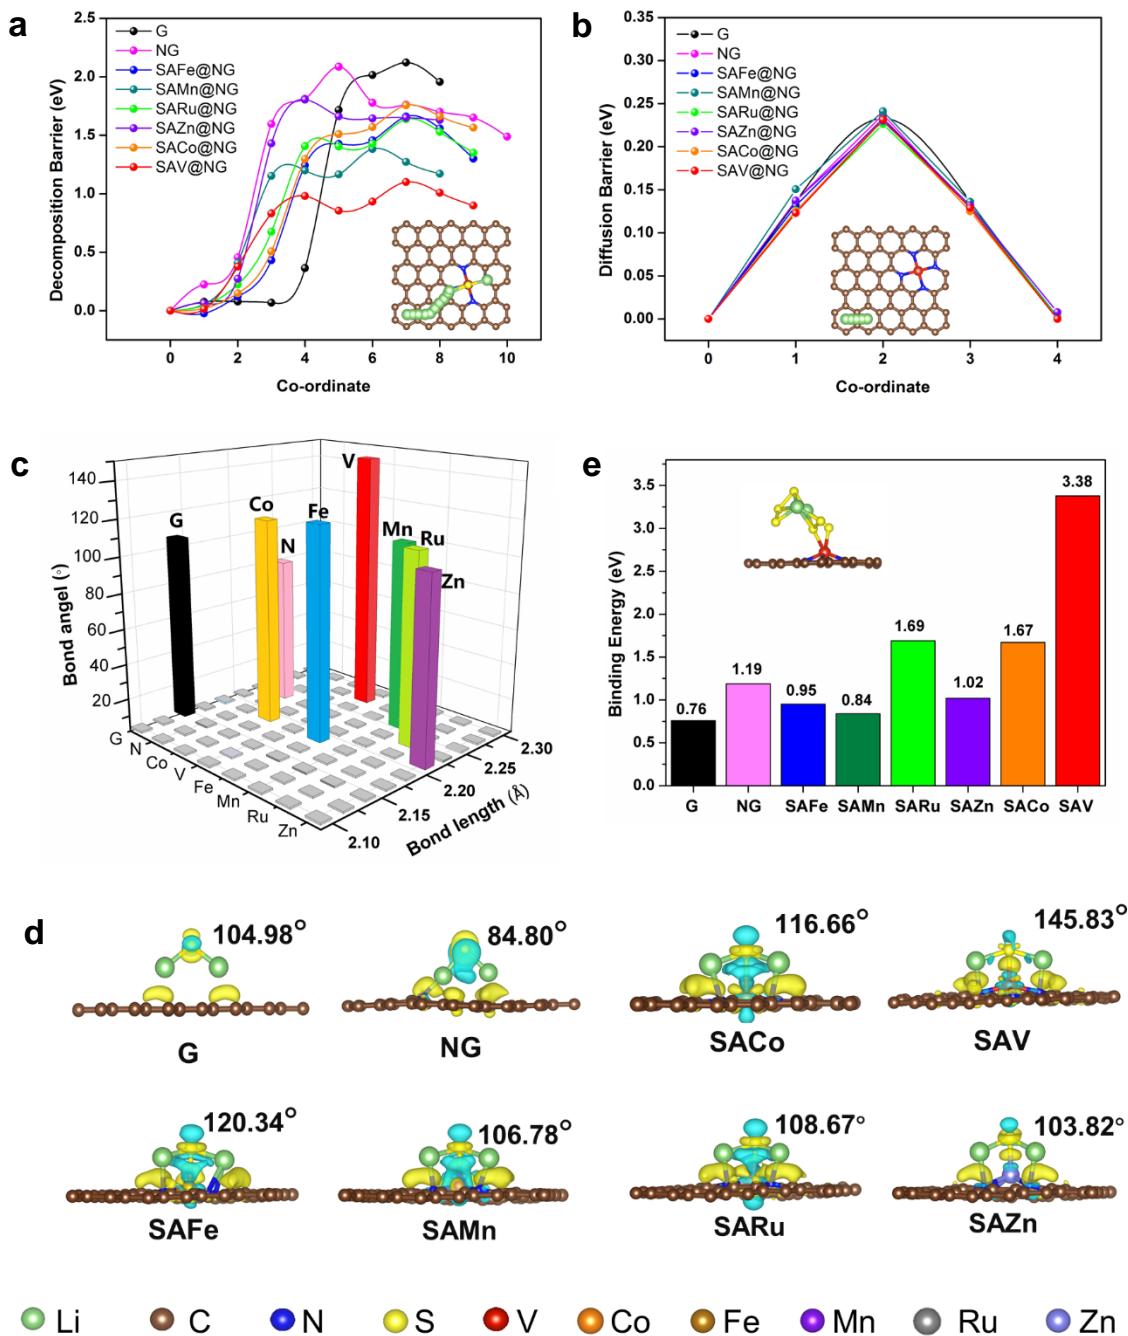 a
2.5
2.0
1.5
1.0
0.5
0.0
Decomposition Barrier (eV)
G
NG
SAFe@NG
SAMn@NG
SARu@NG
SAZn@NG
SACo@NG
SAV@NG
0 2 4 6 8 10
Co-ordinate
b
0.35
0.30
0.25
0.20
0.15
0.10
0.05
0.00
Diffusion Barrier (eV)
G
NG
SAFe@NG
SAMn@NG
SARu@NG
SAZn@NG
SACo@NG
SAV@NG
0 1 2 3 4
Co-ordinate
c
140
120
100
80
60
40
20
Bond angel (°)
G
Co
N
Fe
V
Mn
Ru
Zn
G
N
Co
V
Fe
Mn
Ru
Zn
2.10
2.15
2.20
2.25
2.30
Bond length (Å)
e
3.5
3.0
2.5
2.0
1.5
1.0
0.5
0.0
Binding Energy (eV)
0.76
1.19
0.95
0.84
1.69
1.02
1.67
3.38
G NG SAFe SAMn SARu SAZn SACo SAV
d
104.98°
G
84.80°
NG
116.66°
SACo
145.83°
SAV
120.34°
SAFe
106.78°
SAMn
108.67°
SARu
103.82°
SAZn
Li C N S V Co Fe Mn Ru Zn